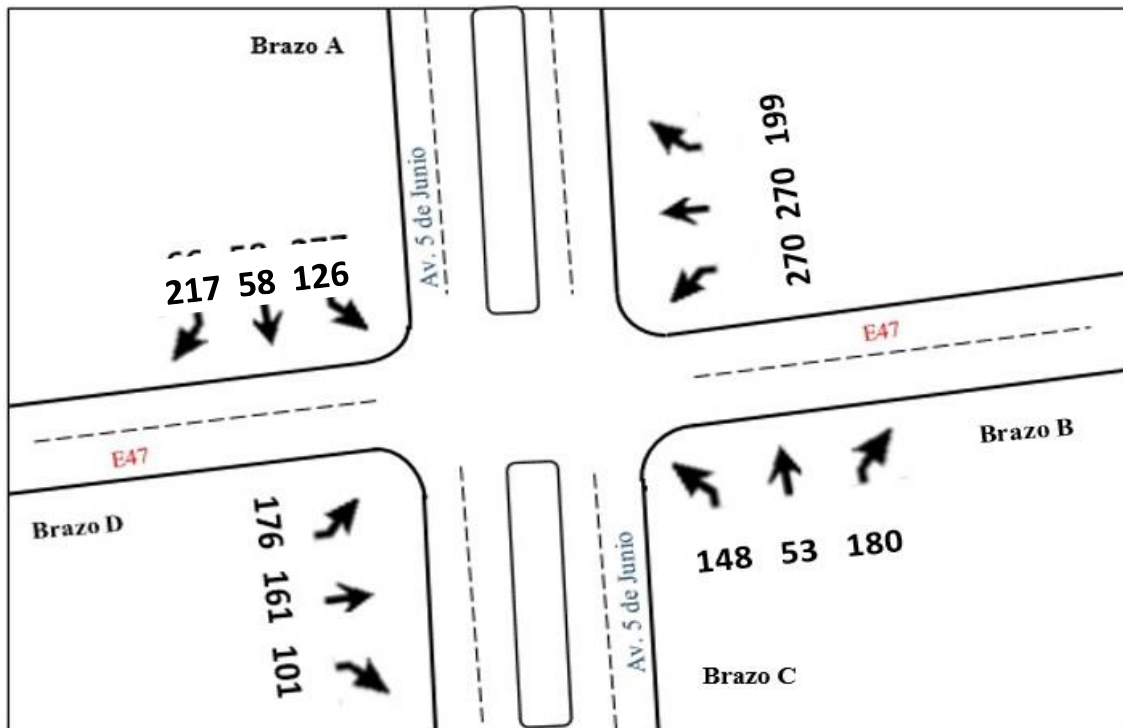 Brazo A
Av. 5 de Junio
199
270
270
217 58 126
E47
E47
Brazo B
Brazo D
176
161
101
148 53 180
Av. 5 de Junio
Brazo C